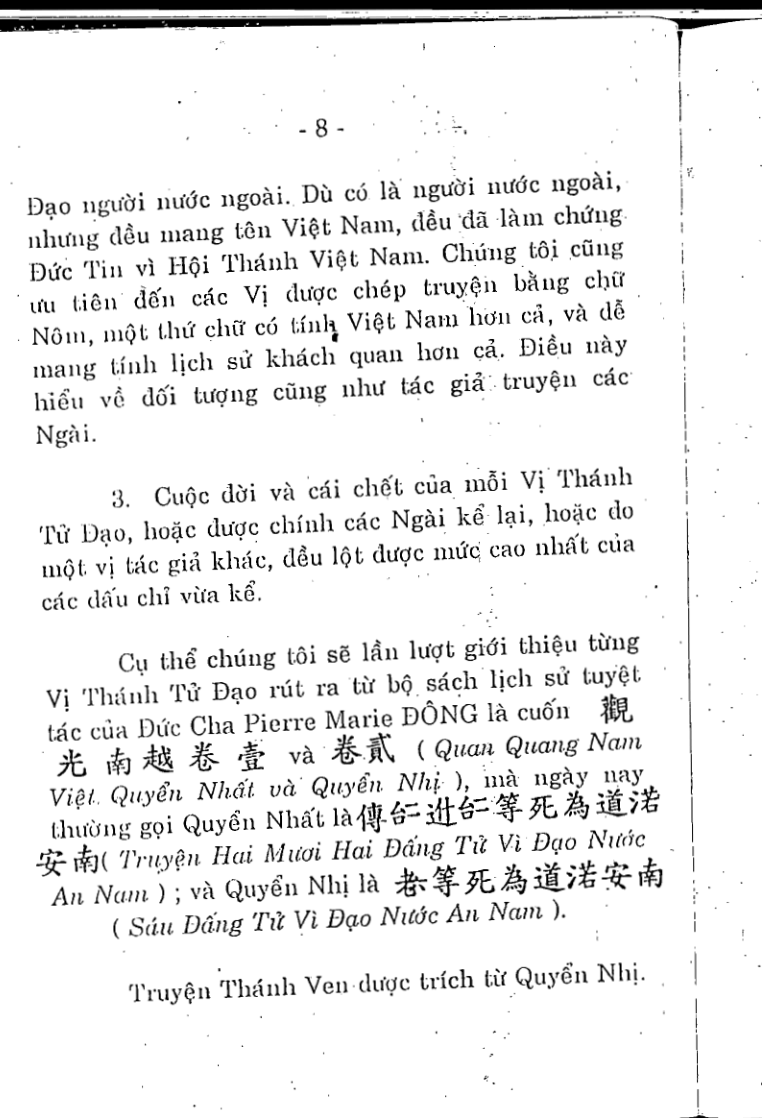 - 8 -
Đạo người nước ngoài. Dù có là người nước ngoài,
nhưng đều mang tên Việt Nam, đều đã làm chứng
Đức Tin vì Hội Thánh Việt Nam. Chúng tôi cũng
ưu tiên đến các Vị được chép truyện bằng chữ
Nôm, một thứ chữ có tính Việt Nam hơn cả, và dễ
mang tính lịch sử khách quan hơn cả. Điều này
hiểu về đối tượng cũng như tác giả truyện các
Ngài.
3. Cuộc đời và cái chết của mỗi Vị Thánh
Tử Đạo, hoặc được chính các Ngài kể lại, hoặc do
một vị tác giả khác, đều lột được mức cao nhất của
các dấu chỉ vừa kể.
Cụ thể chúng tôi sẽ lần lượt giới thiệu từng
Vị Thánh Tử Đạo rút ra từ bộ sách lịch sử tuyệt
tác của Đức Cha Pierre Marie ĐÔNG là cuốn 觀
光南越卷壹 và 卷貳 ( Quan Quang Nam
Việt Quyển Nhất và Quyển Nhị ), mà ngày nay
thường gọi Quyển Nhất là 傳𠄩𨒒𠄩等死為道渃
安南( Truyện Hai Mươi Hai Đấng Tử Vì Đạo Nước
An Nam ) ; và Quyển Nhị là 等死為道渃安南
( Sáu Đấng Tử Vì Đạo Nước An Nam ).
Truyện Thánh Ven được trích từ Quyển Nhị.